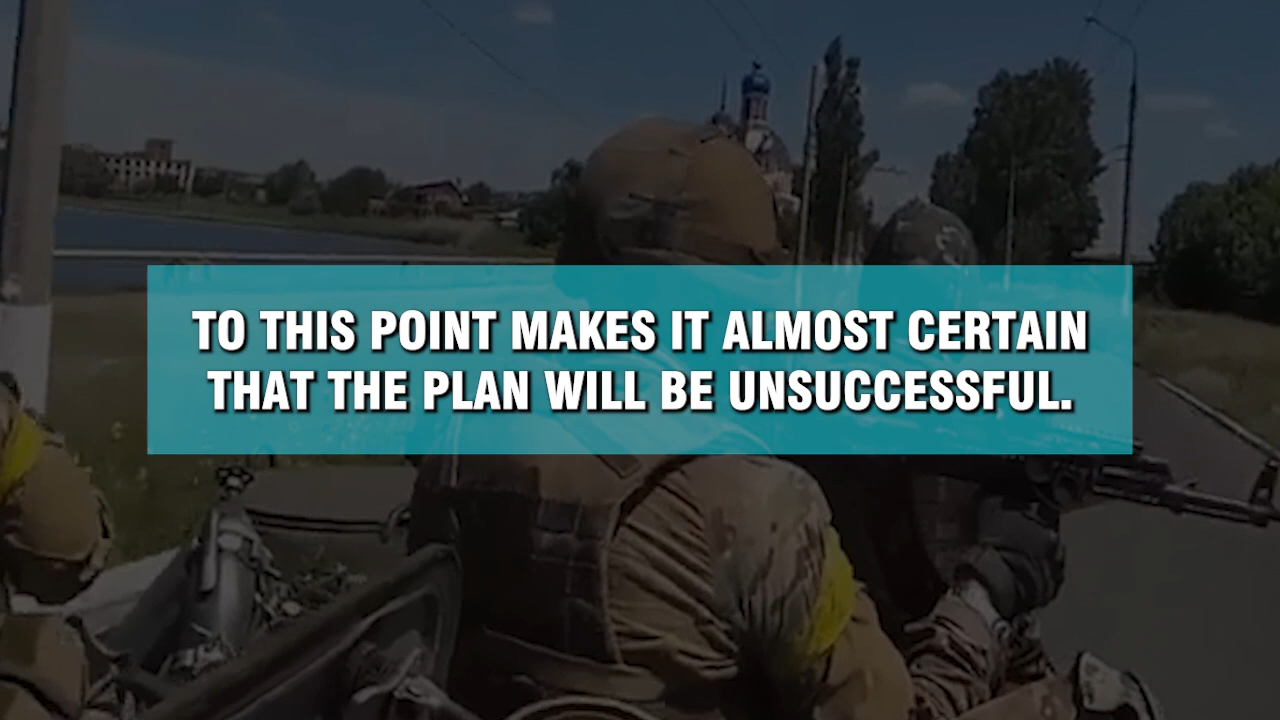 TO THIS POINT MAKES IT ALMOST CERTAIN
THAT THE PLAN WILL BE UNSUCCESSFUL.